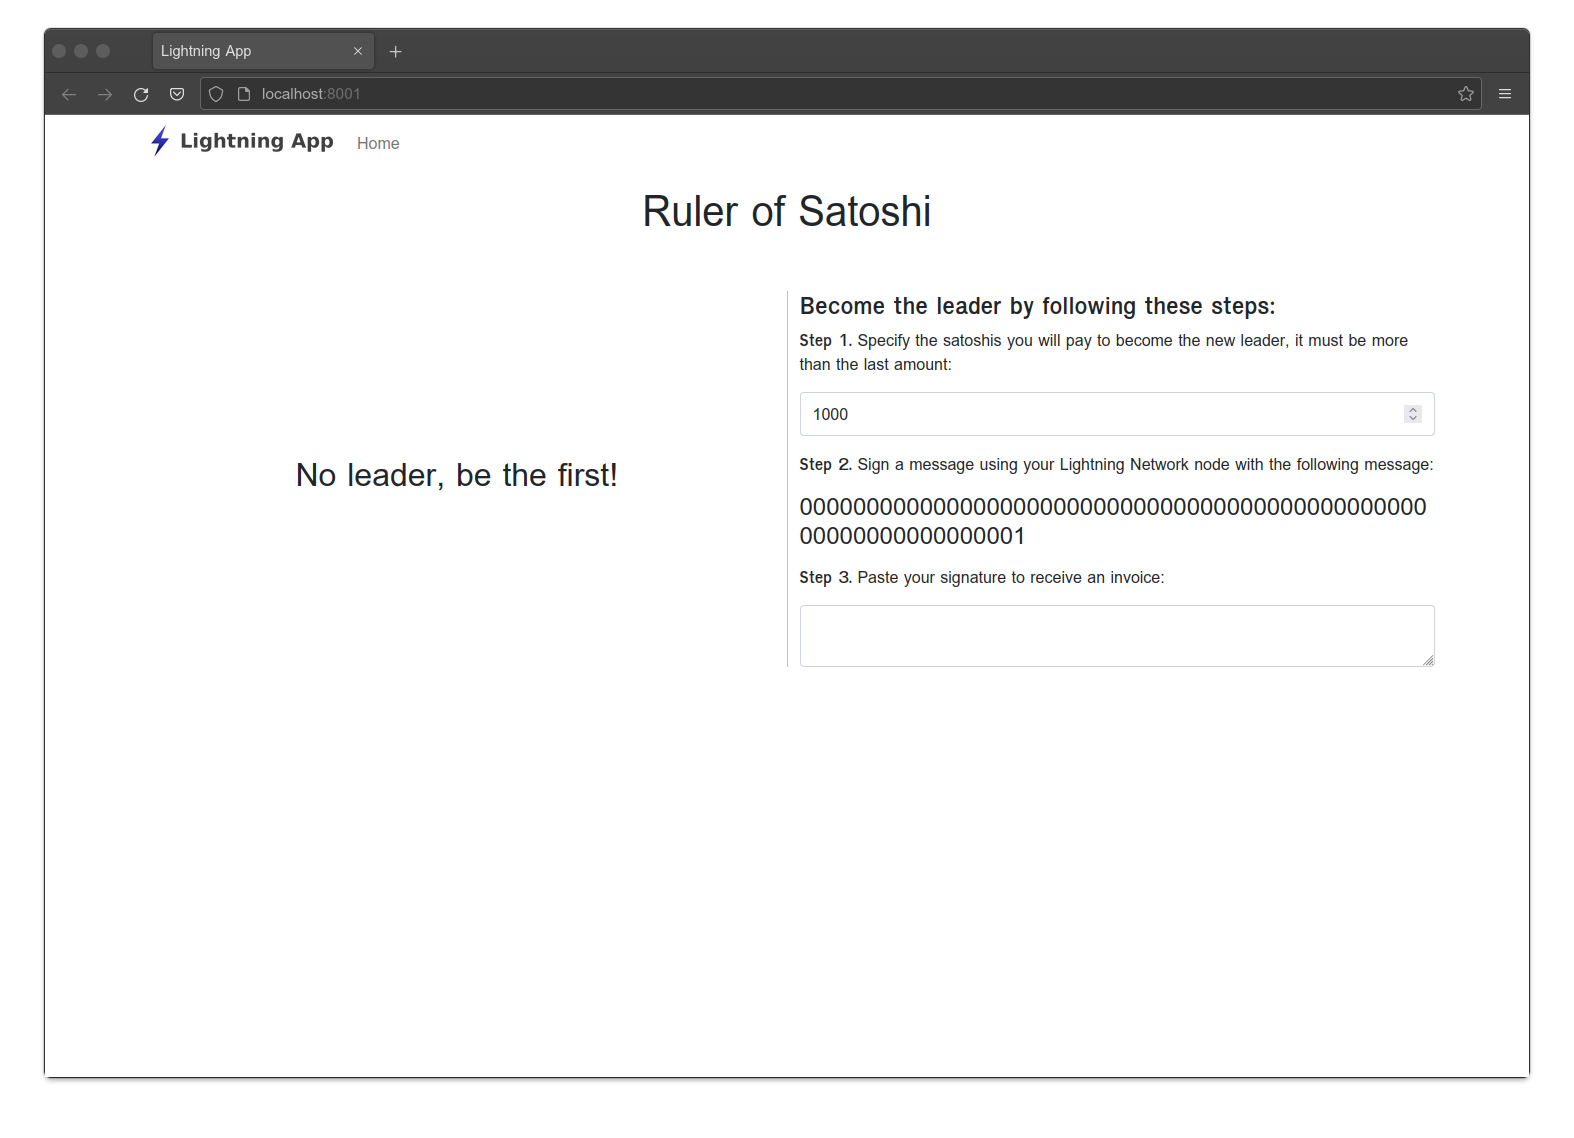 Lightning App
localhost:8001
Lightning App Home
Ruler of Satoshi
No leader, be the first!
Become the leader by following these steps:
Step 1. Specify the satoshis you will pay to become the new leader, it must be more
than the last amount:
1000
Step 2. Sign a message using your Lightning Network node with the following message:
00000000000000000000000000000000000000000000000
00000000000000001
Step 3. Paste your signature to receive an invoice: